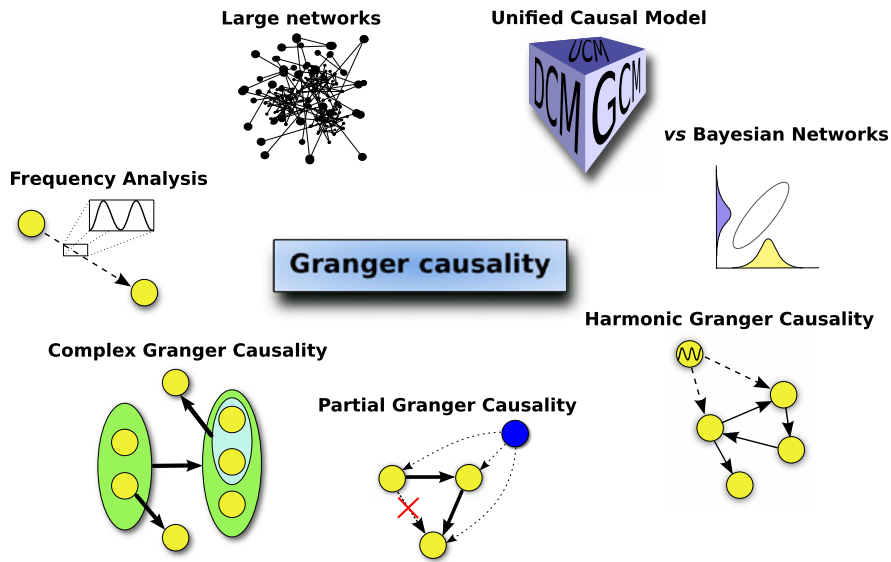 Large networks
Unified Causal Model
UCM
DCM
GCM
vs Bayesian Networks
Frequency Analysis
Granger causality
Harmonic Granger Causality
Complex Granger Causality
Partial Granger Causality